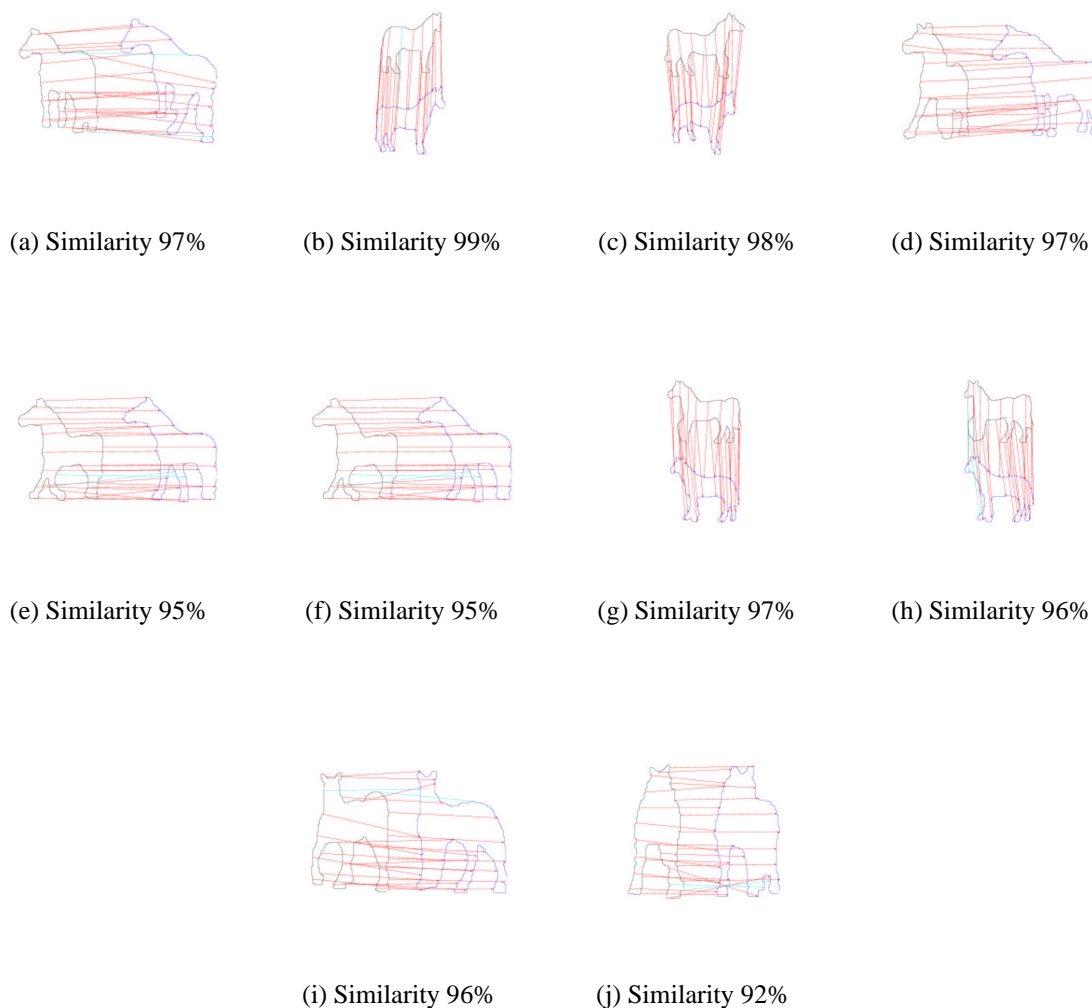 (a) Similarity 97%
(b) Similarity 99%
(c) Similarity 98%
(d) Similarity 97%
(e) Similarity 95%
(f) Similarity 95%
(g) Similarity 97%
(h) Similarity 96%
(i) Similarity 96%
(j) Similarity 92%